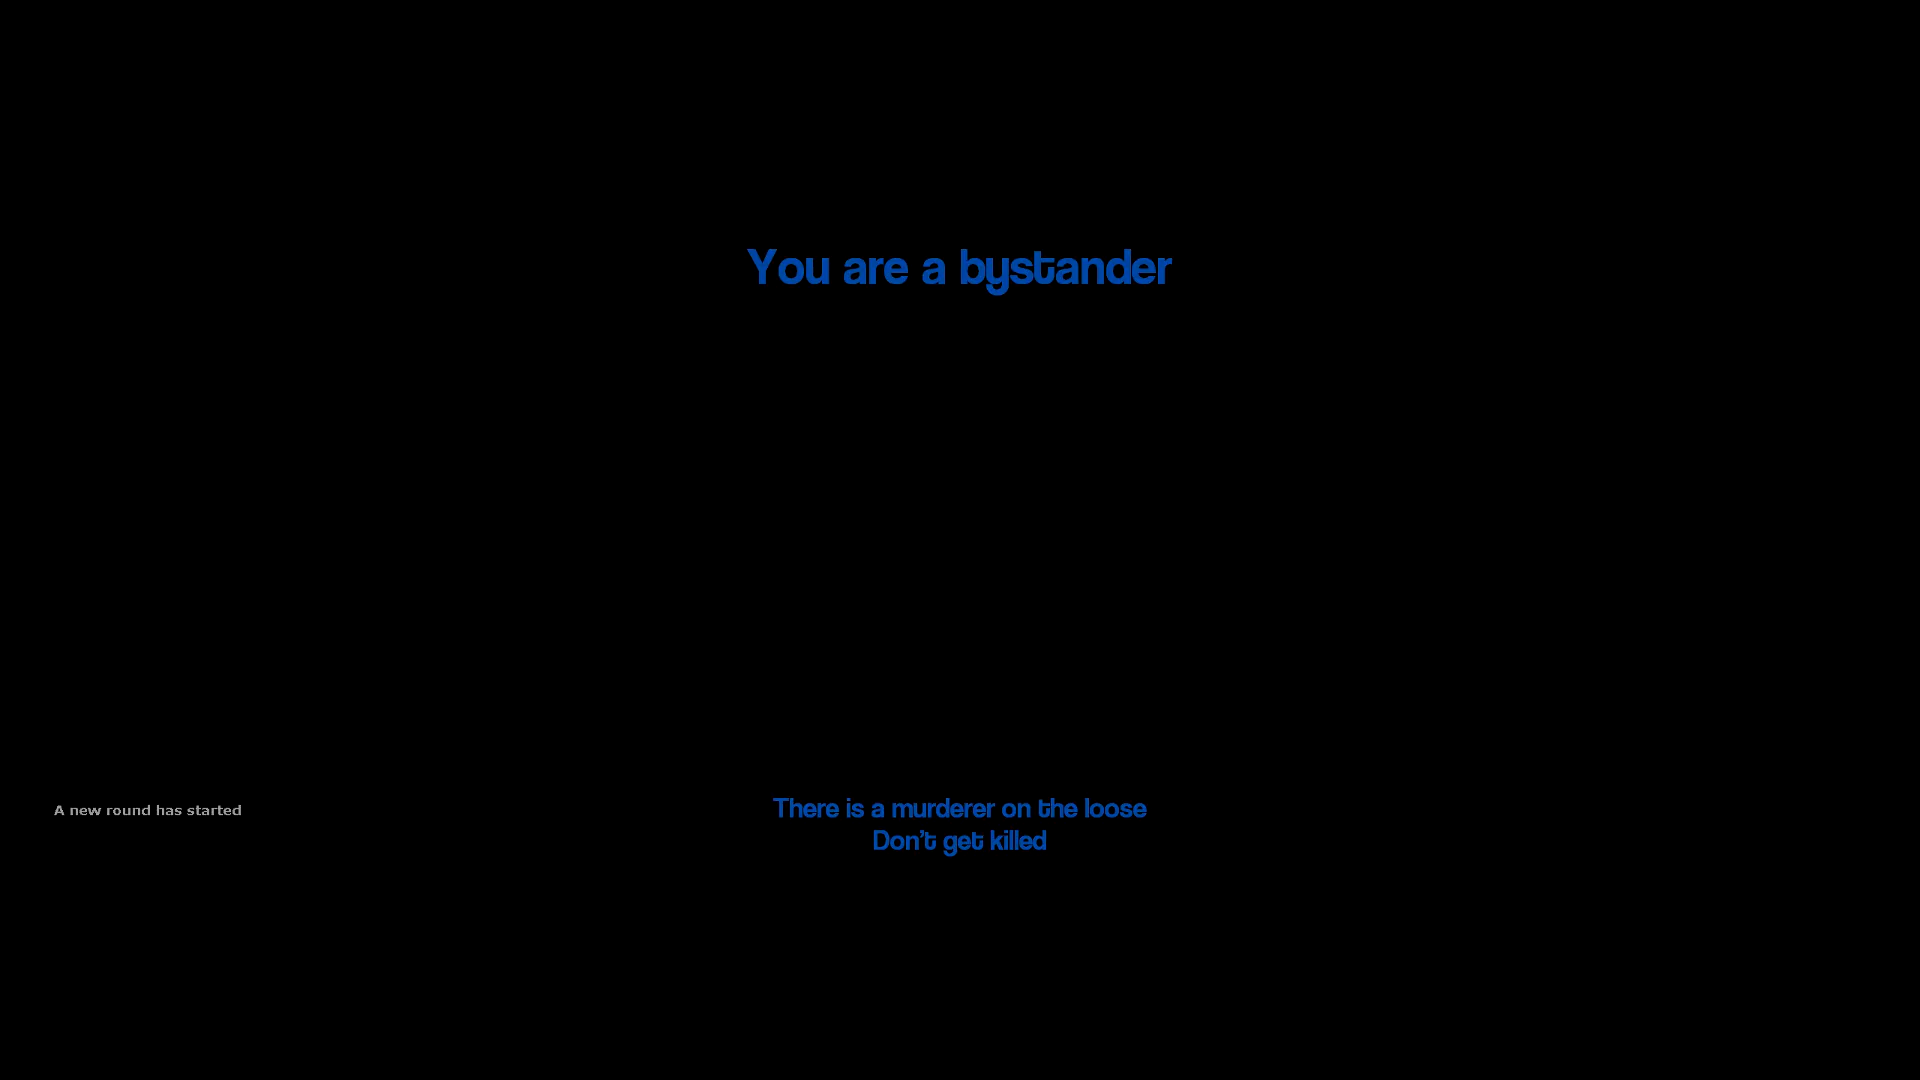 You are a bystander
A new round has started
There is a murderer on the loose
Don't get killed